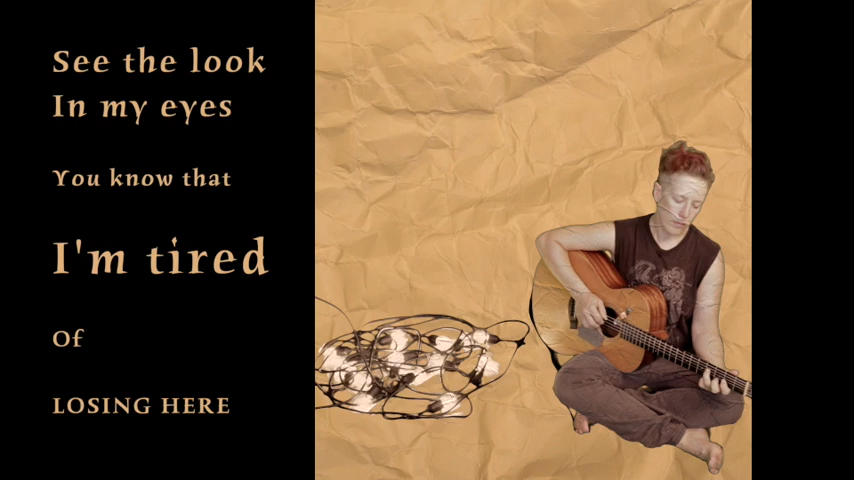 See the look
In my eyes
You know that
I'm tired
Of
LOSING HERE